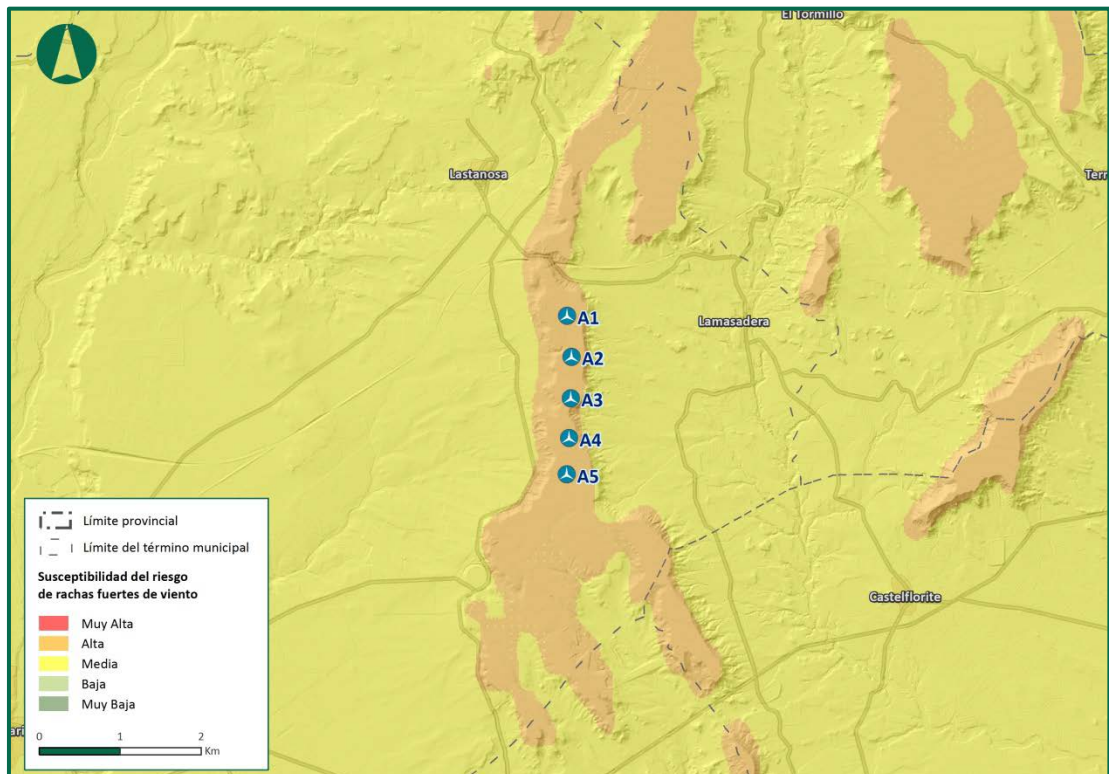 El Tormillo
Lastanosa
A1
Lamasadera
A2
A3
A4
A5
Castelflorite
Límite provincial
Límite del término municipal
Susceptibilidad del riesgo
de rachas fuertes de viento
Muy Alta
Alta
Media
Baja
Muy Baja
0 1 2
Km